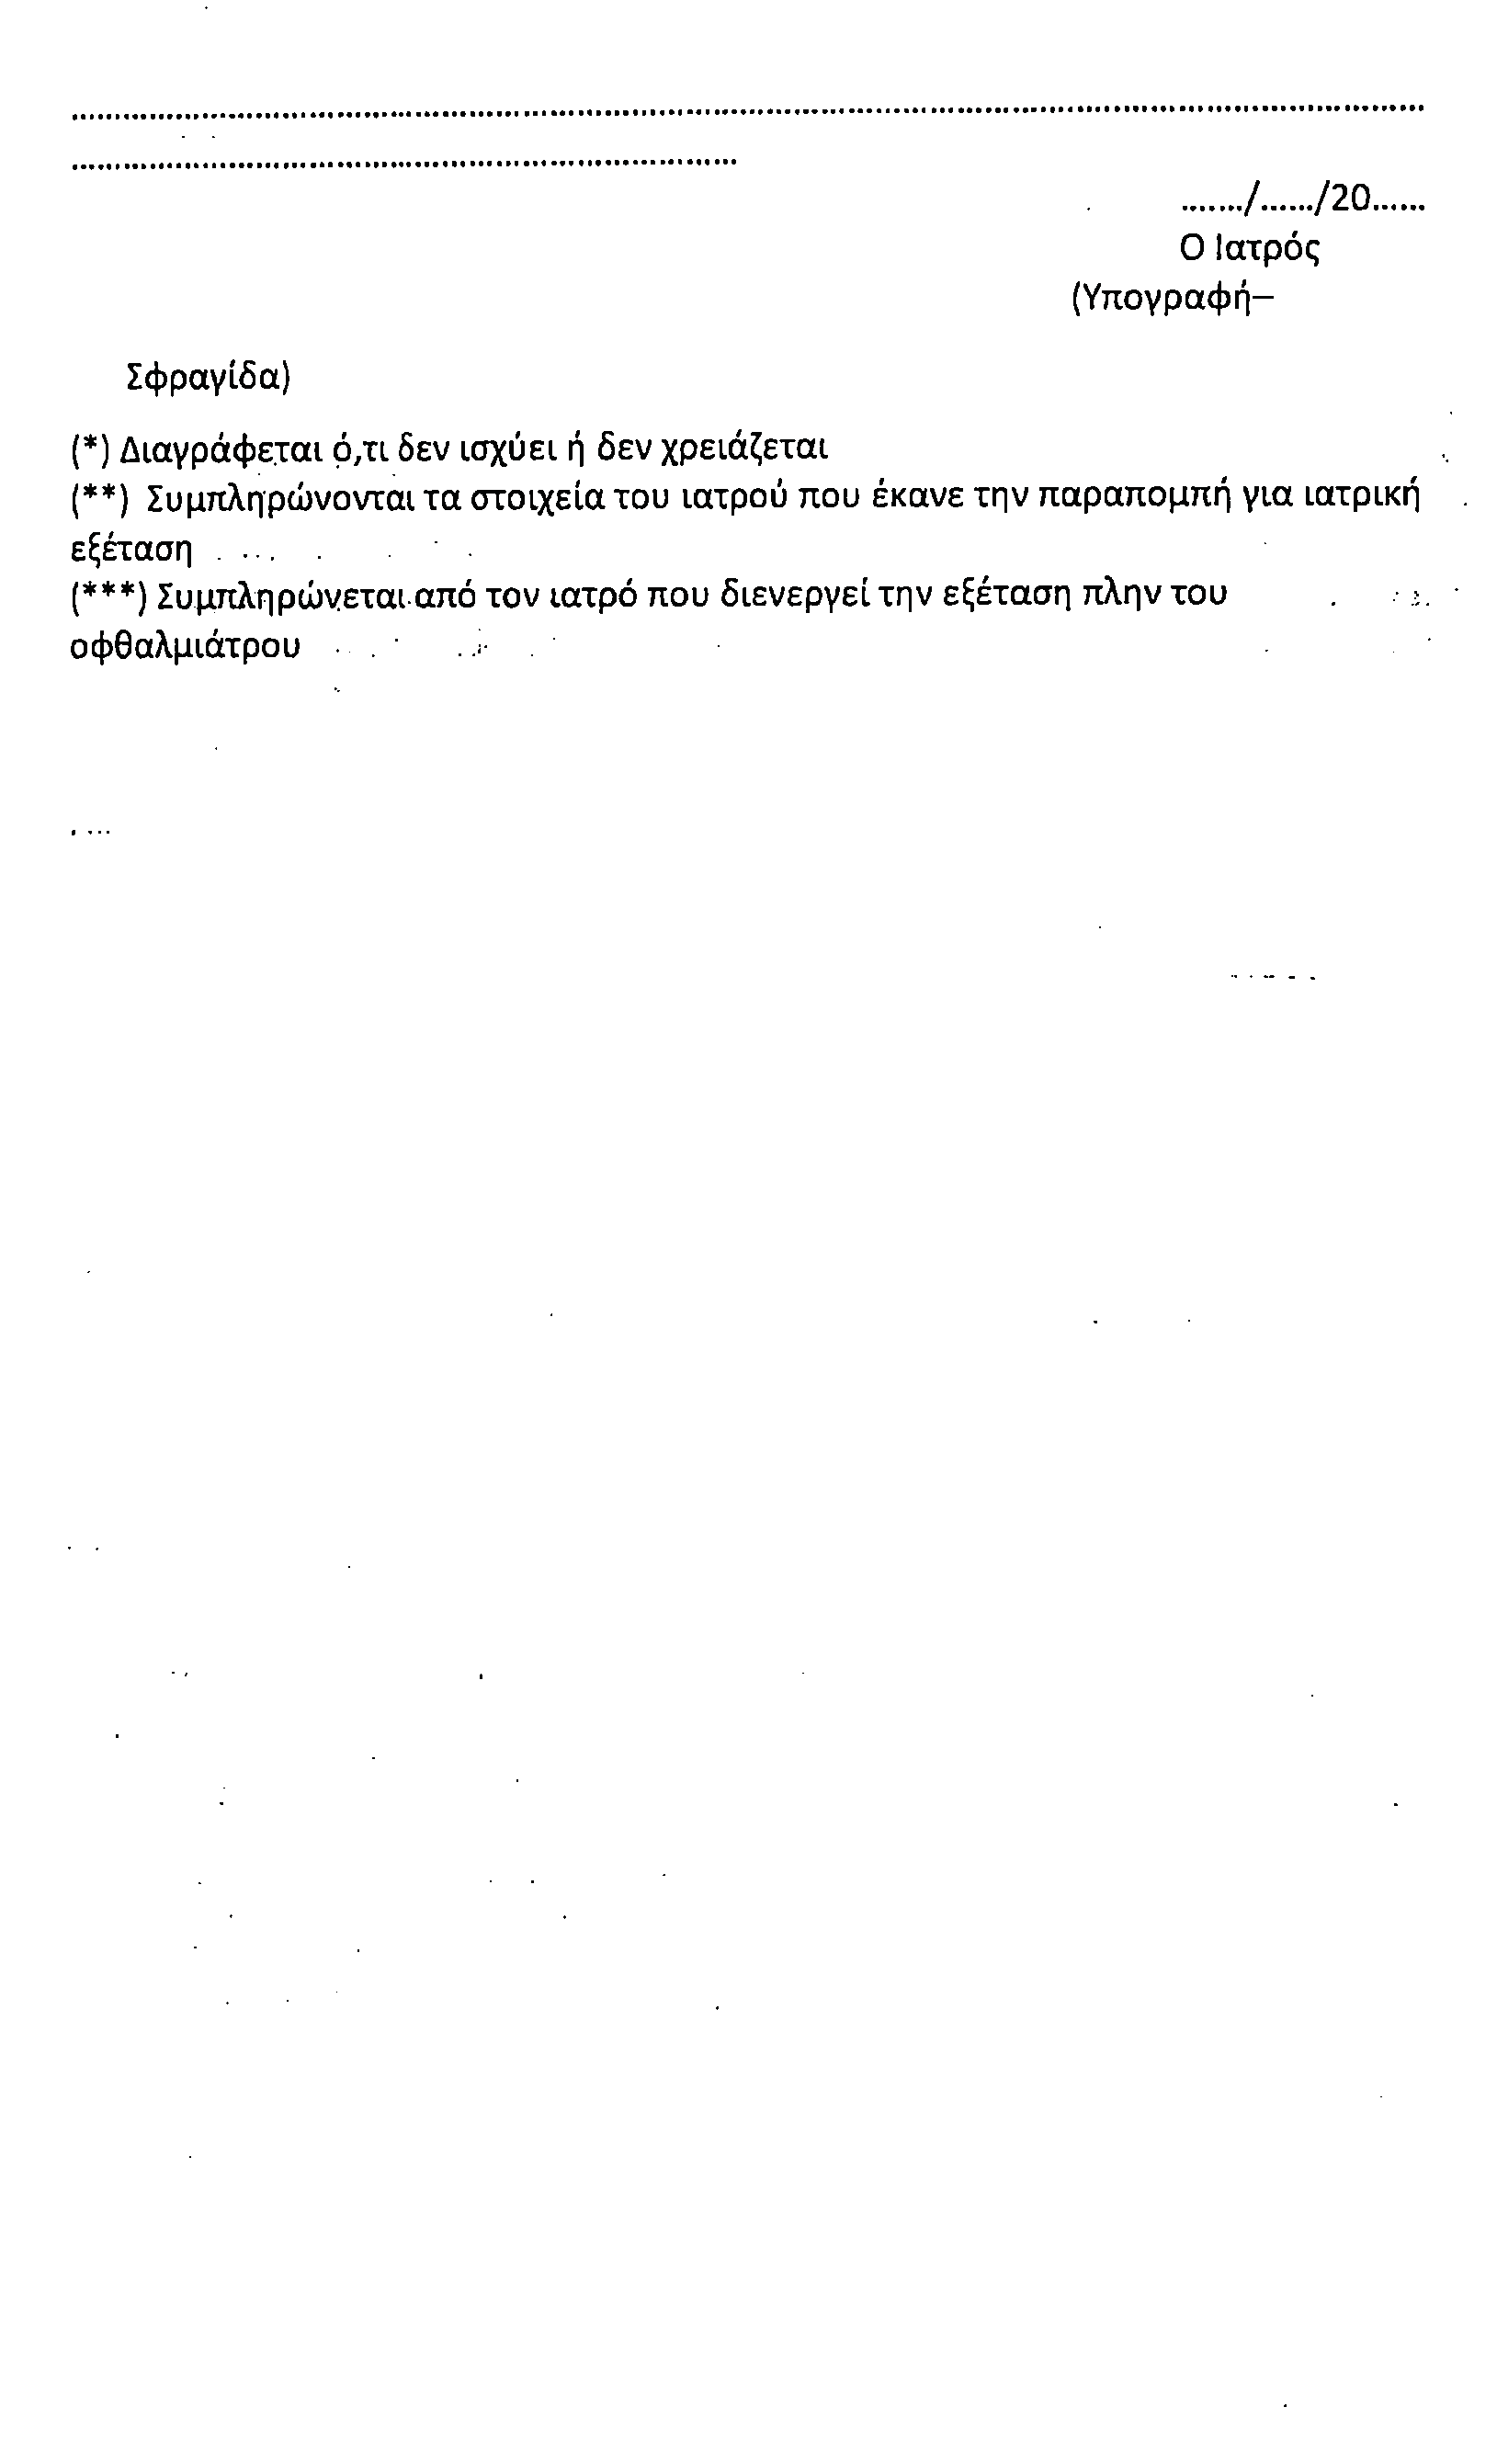 ................................................................................
........................................
......./....../20......
Ο Ιατρός
(Υπογραφή–
Σφραγίδα)
(*) Διαγράφεται ό,τι δεν ισχύει ή δεν χρειάζεται
(**) Συμπληρώνονται τα στοιχεία του ιατρού που έκανε την παραπομπή για ιατρική
εξέταση
(***) Συμπληρώνεται από τον ιατρό που διενεργεί την εξέταση πλην του
οφθαλμιάτρου